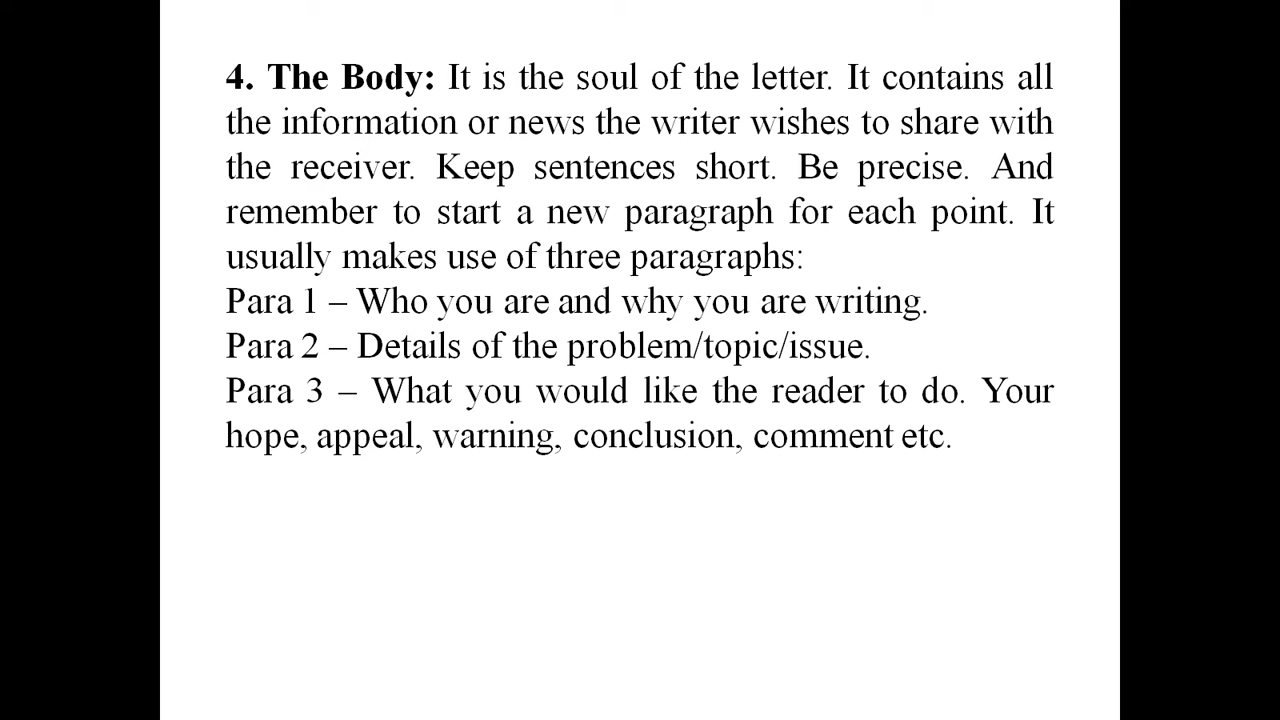 4. The Body: It is the soul of the letter. It contains all
the information or news the writer wishes to share with
the receiver. Keep sentences short. Be precise. And
remember to start a new paragraph for each point. It
usually makes use of three paragraphs:
Para 1 – Who you are and why you are writing.
Para 2 – Details of the problem/topic/issue.
Para 3 – What you would like the reader to do. Your
hope, appeal, warning, conclusion, comment etc.